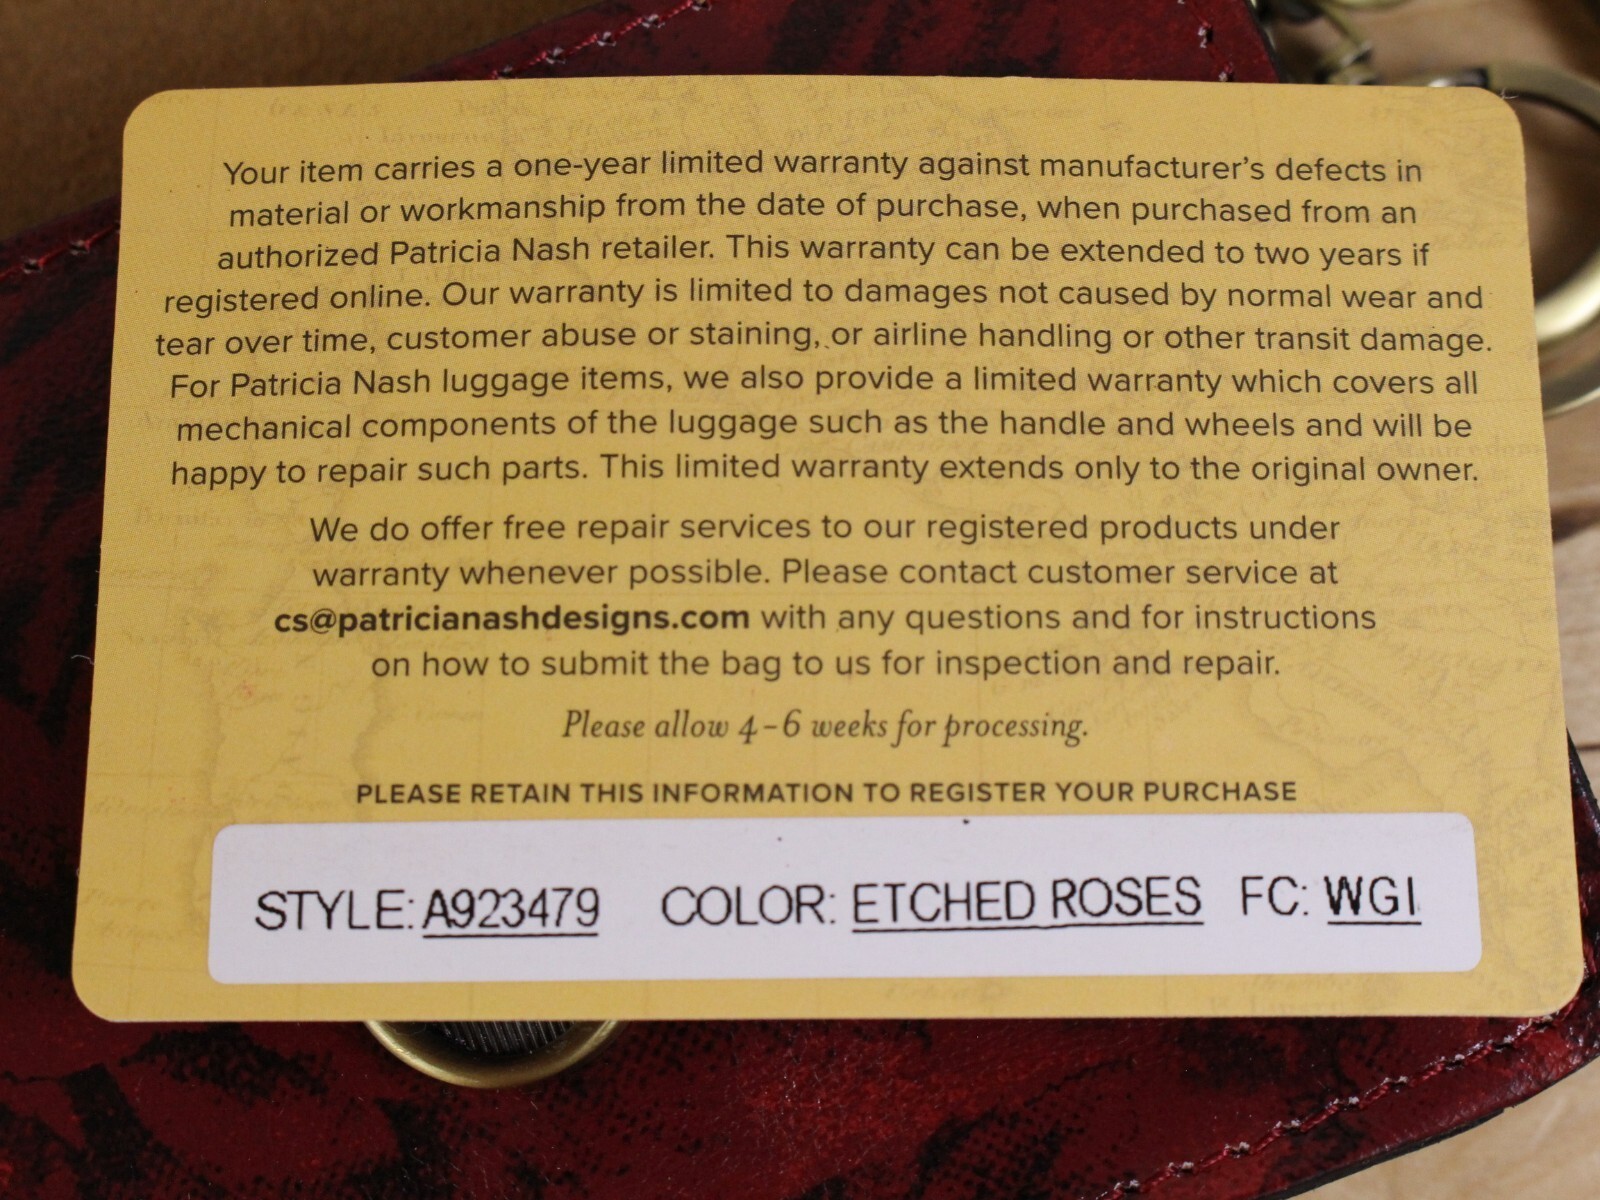 Your item carries a one-year limited warranty against manufacturer's defects in
material or workmanship from the date of purchase, when purchased from an
authorized Patricia Nash retailer. This warranty can be extended to two years if
registered online. Our warranty is limited to damages not caused by normal wear and
tear over time, customer abuse or staining, or airline handling or other transit damage.
For Patricia Nash luggage items, we also provide a limited warranty which covers all
mechanical components of the luggage such as the handle and wheels and will be
happy to repair such parts. This limited warranty extends only to the original owner.
We do offer free repair services to our registered products under
warranty whenever possible. Please contact customer service at
cs@patricianashdesigns.com with any questions and for instructions
on how to submit the bag to us for inspection and repair.
Please allow 4–6 weeks for processing.
PLEASE RETAIN THIS INFORMATION TO REGISTER YOUR PURCHASE
STYLE: A923479 COLOR: ETCHED ROSES FC: WGI